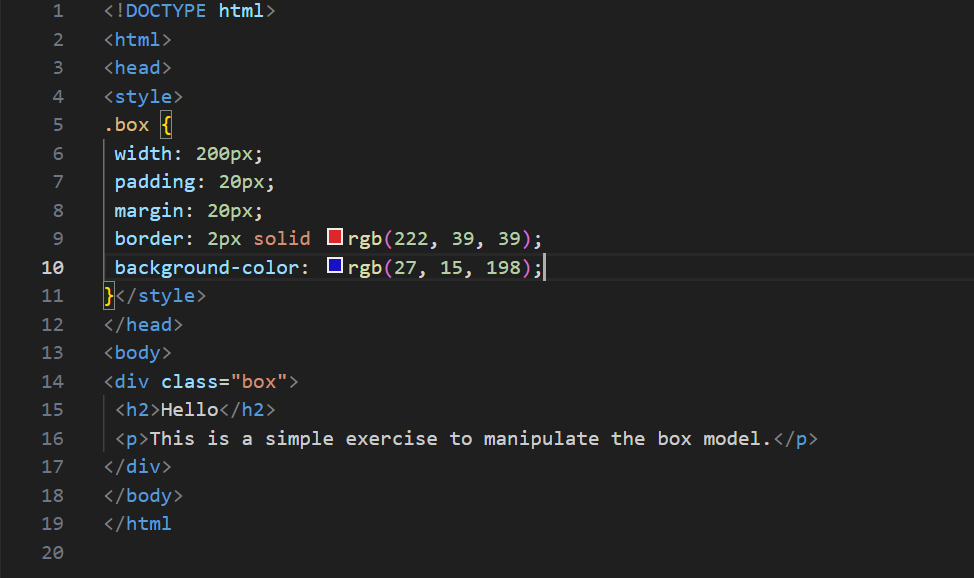 1 <!DOCTYPE html>
2 <html>
3 <head>
4 <style>
5 .box {
6 width: 200px;
7 padding: 20px;
8 margin: 20px;
9 border: 2px solid rgb(222, 39, 39);
10 background-color: rgb(27, 15, 198);
11 }</style>
12 </head>
13 <body>
14 <div class="box">
15 <h2>Hello</h2>
16 <p>This is a simple exercise to manipulate the box model.</p>
17 </div>
18 </body>
19 </html
20